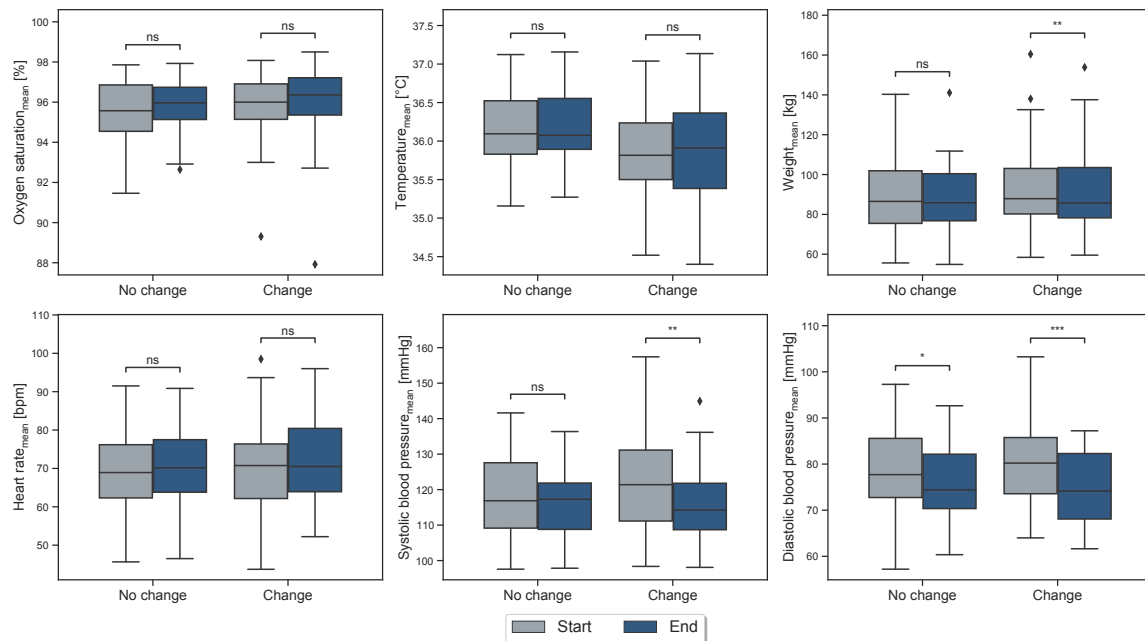 Oxygen saturation_mean [%]
100
98
96
94
92
90
88
ns
ns
No change
Change
Temperature_mean [°C]
37.5
37.0
36.5
36.0
35.5
35.0
34.5
ns
ns
No change
Change
Weight_mean [kg]
180
160
140
120
100
80
60
ns
**
No change
Change
Heart rate_mean [bpm]
110
100
90
80
70
60
50
ns
ns
No change
Change
Systolic blood pressure_mean [mmHg]
160
150
140
130
120
110
100
ns
**
No change
Change
Diastolic blood pressure_mean [mmHg]
110
100
90
80
70
60
*
***
No change
Change
Start
End